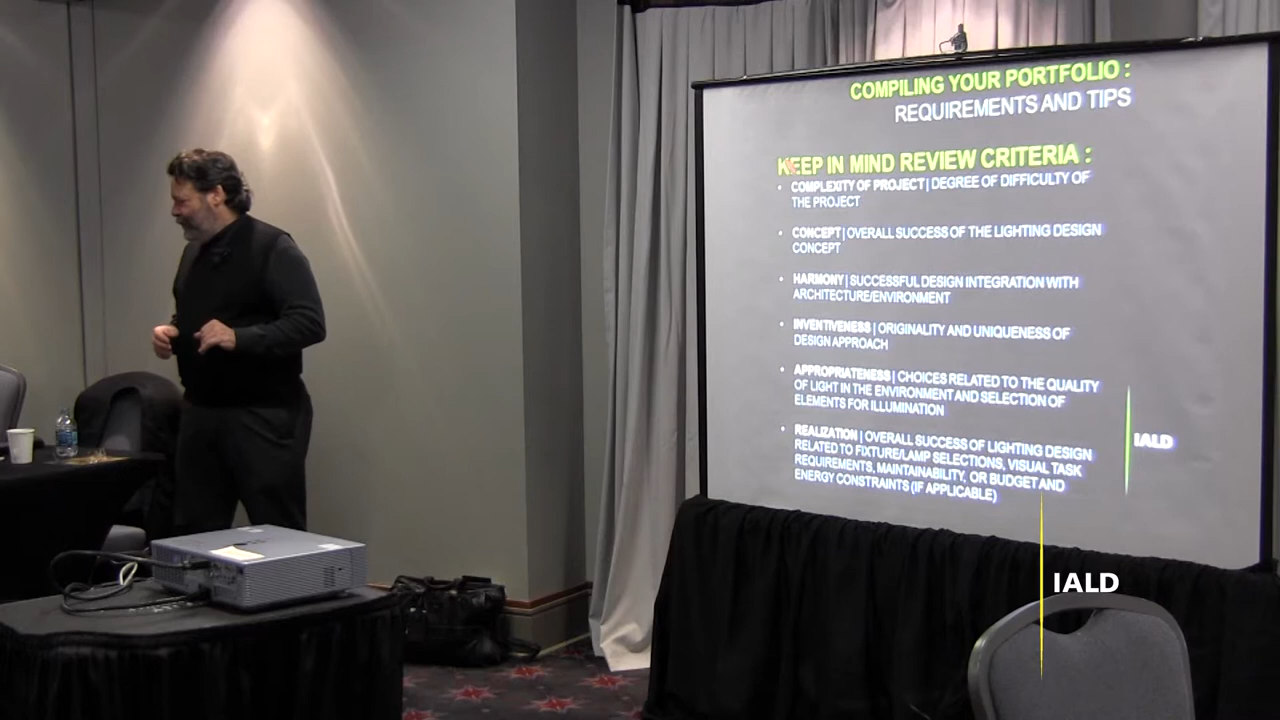 COMPILING YOUR PORTFOLIO :
REQUIREMENTS AND TIPS
KEEP IN MIND REVIEW CRITERIA :
• COMPLEXITY OF PROJECT | DEGREE OF DIFFICULTY OF
THE PROJECT
• CONCEPT | OVERALL SUCCESS OF THE LIGHTING DESIGN
CONCEPT
• HARMONY | SUCCESSFUL DESIGN INTEGRATION WITH
ARCHITECTURE/ENVIRONMENT
• INVENTIVENESS | ORIGINALITY AND UNIQUENESS OF
DESIGN APPROACH
• APPROPRIATENESS | CHOICES RELATED TO THE QUALITY
OF LIGHT IN THE ENVIRONMENT AND SELECTION OF
ELEMENTS FOR ILLUMINATION
• REALIZATION | OVERALL SUCCESS OF LIGHTING DESIGN
RELATED TO FIXTURE/LAMP SELECTIONS, VISUAL TASK
REQUIREMENTS, MAINTAINABILITY, OR BUDGET AND
ENERGY CONSTRAINTS (IF APPLICABLE)
IALD
IALD